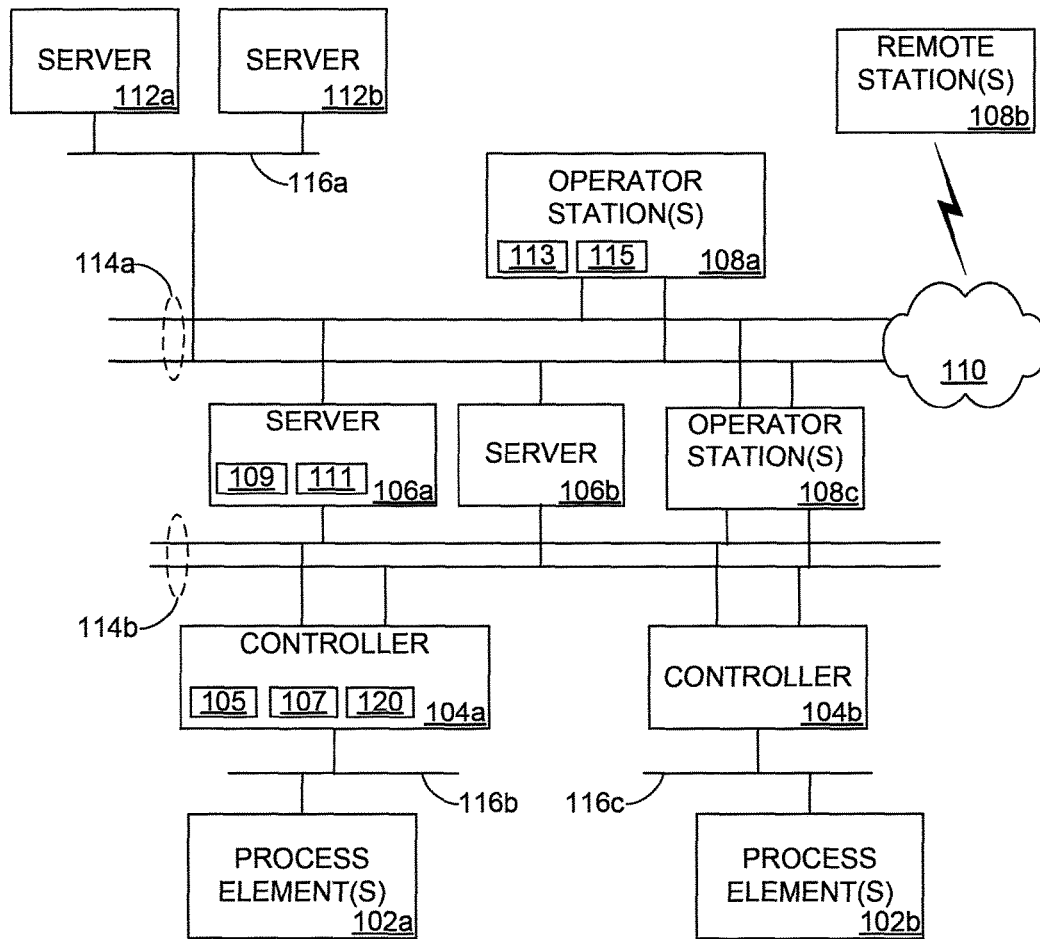 SERVER
112a
SERVER
112b
REMOTE
STATION(S)
108b
116a
OPERATOR
STATION(S)
113
115
108a
114a
110
SERVER
109
111
106a
SERVER
106b
OPERATOR
STATION(S)
108c
114b
CONTROLLER
105
107
120
104a
CONTROLLER
104b
116b
116c
PROCESS
ELEMENT(S)
102a
PROCESS
ELEMENT(S)
102b